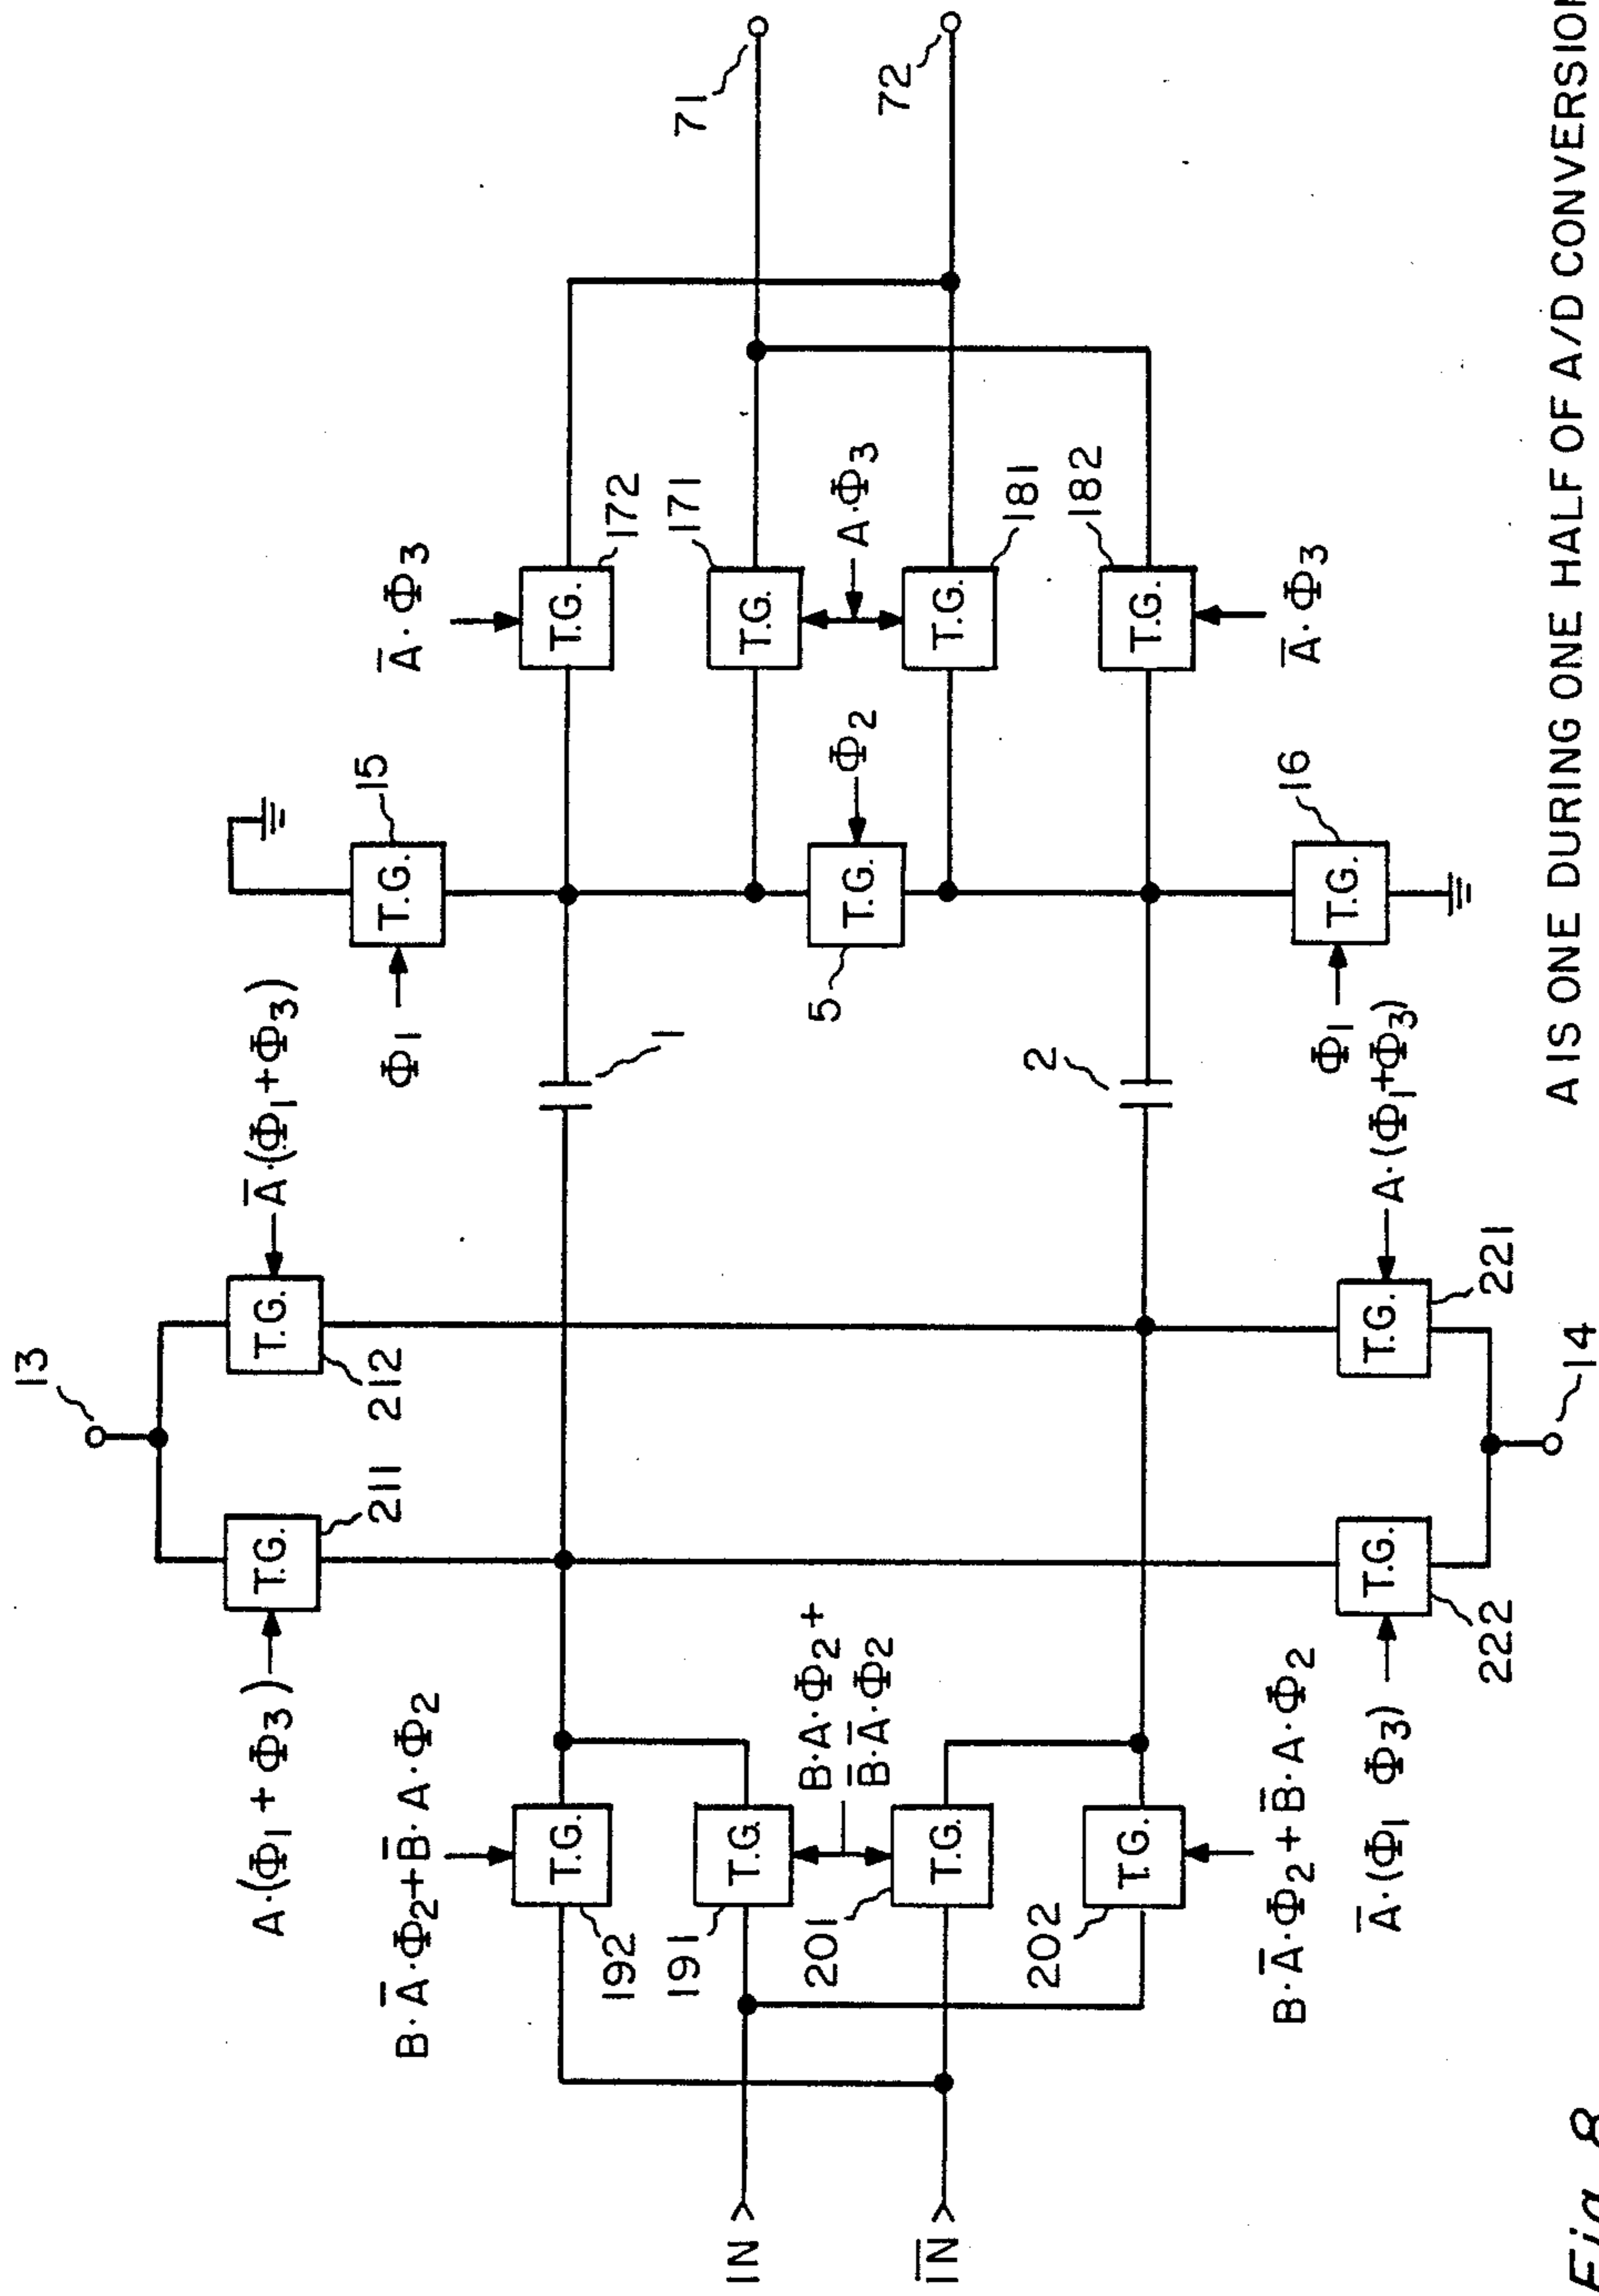 13
A·(Φ1 + Φ3)
T.G.
211
T.G.
212
Ā·(Φ1+Φ3)
Φ1
T.G.
15
B·Ā·Φ2+B̄·A·Φ2
T.G.
192
1
Ā·Φ3
T.G.
172
IN
T.G.
191
B·A·Φ2+
B̄·Ā·Φ2
T.G.
171
71
5
T.G.
Φ2
A·Φ3
I̅N̅
201
T.G.
T.G.
181
72
2
202
T.G.
B·Ā·Φ2+B̄·A·Φ2
T.G.
182
Ā·Φ3
Ā·(Φ1 Φ3)
T.G.
222
T.G.
221
A·(Φ1+Φ3)
Φ1
T.G.
16
14
Fig. 8
A IS ONE DURING ONE HALF OF A/D CONVERSION